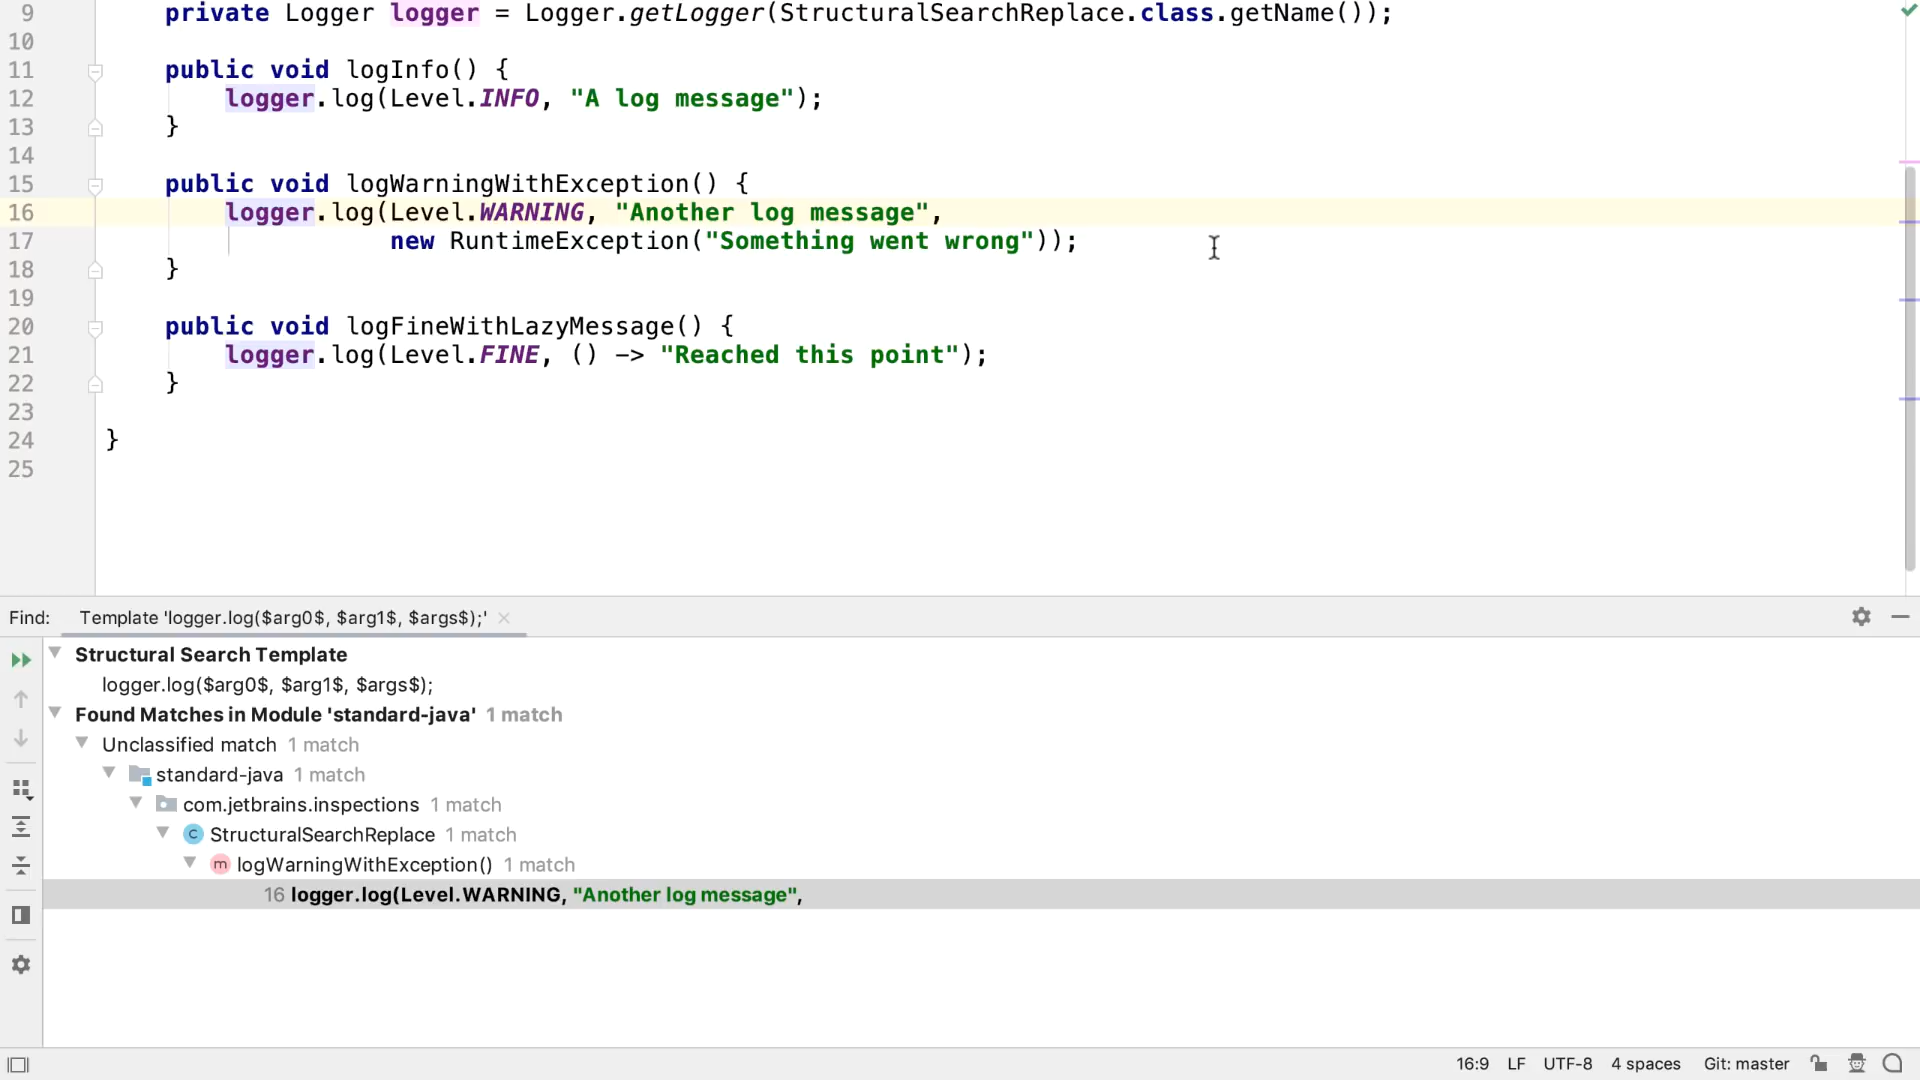 9 private Logger logger = Logger.getLogger(StructuralSearchReplace.class.getName());
10
11 public void logInfo() {
12 logger.log(Level.INFO, "A log message");
13 }
14
15 public void logWarningWithException() {
16 logger.log(Level.WARNING, "Another log message",
17 new RuntimeException("Something went wrong"));
18 }
19
20 public void logFineWithLazyMessage() {
21 logger.log(Level.FINE, () -> "Reached this point");
22 }
23
24 }
25
Find: Template 'logger.log($arg0$, $arg1$, $args$);'
Structural Search Template
logger.log($arg0$, $arg1$, $args$);
Found Matches in Module 'standard-java' 1 match
Unclassified match 1 match
standard-java 1 match
com.jetbrains.inspections 1 match
C StructuralSearchReplace 1 match
m logWarningWithException() 1 match
16 logger.log(Level.WARNING, "Another log message",
16:9 LF UTF-8 4 spaces Git: master